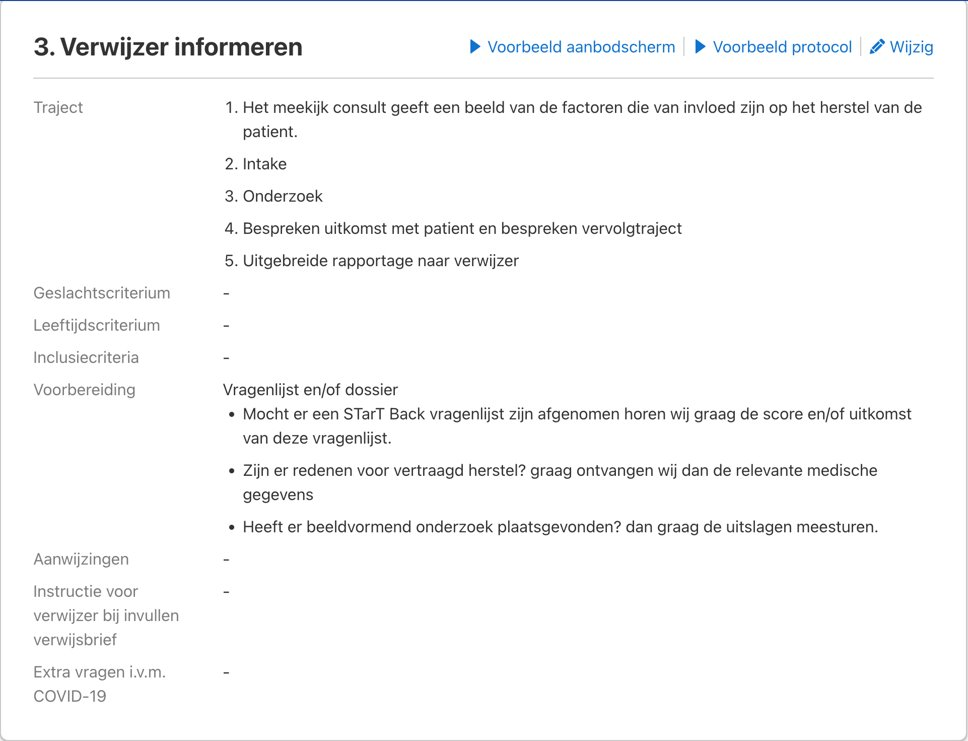 3. Verwijzer informeren
Voorbeeld aanbodscherm
Voorbeeld protocol
Wijzig
Traject
1. Het meekijk consult geeft een beeld van de factoren die van invloed zijn op het herstel van de
patient.
2. Intake
3. Onderzoek
4. Bespreken uitkomst met patient en bespreken vervolgtraject
5. Uitgebreide rapportage naar verwijzer
Geslachtscriterium
-
Leeftijdscriterium
-
Inclusiecriteria
-
Voorbereiding
Vragenlijst en/of dossier
• Mocht er een STarT Back vragenlijst zijn afgenomen horen wij graag de score en/of uitkomst
van deze vragenlijst.
• Zijn er redenen voor vertraagd herstel? graag ontvangen wij dan de relevante medische
gegevens
• Heeft er beeldvormend onderzoek plaatsgevonden? dan graag de uitslagen meesturen.
Aanwijzingen
-
Instructie voor
verwijzer bij invullen
verwijsbrief
-
Extra vragen i.v.m.
COVID-19
-